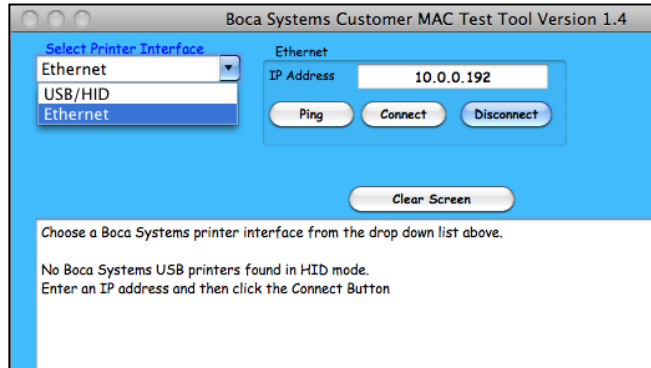 Boca Systems Customer MAC Test Tool Version 1.4
Select Printer Interface
Ethernet
USB/HID
Ethernet
Ethernet
IP Address 10.0.0.192
Ping Connect Disconnect
Clear Screen
Choose a Boca Systems printer interface from the drop down list above.
No Boca Systems USB printers found in HID mode.
Enter an IP address and then click the Connect Button